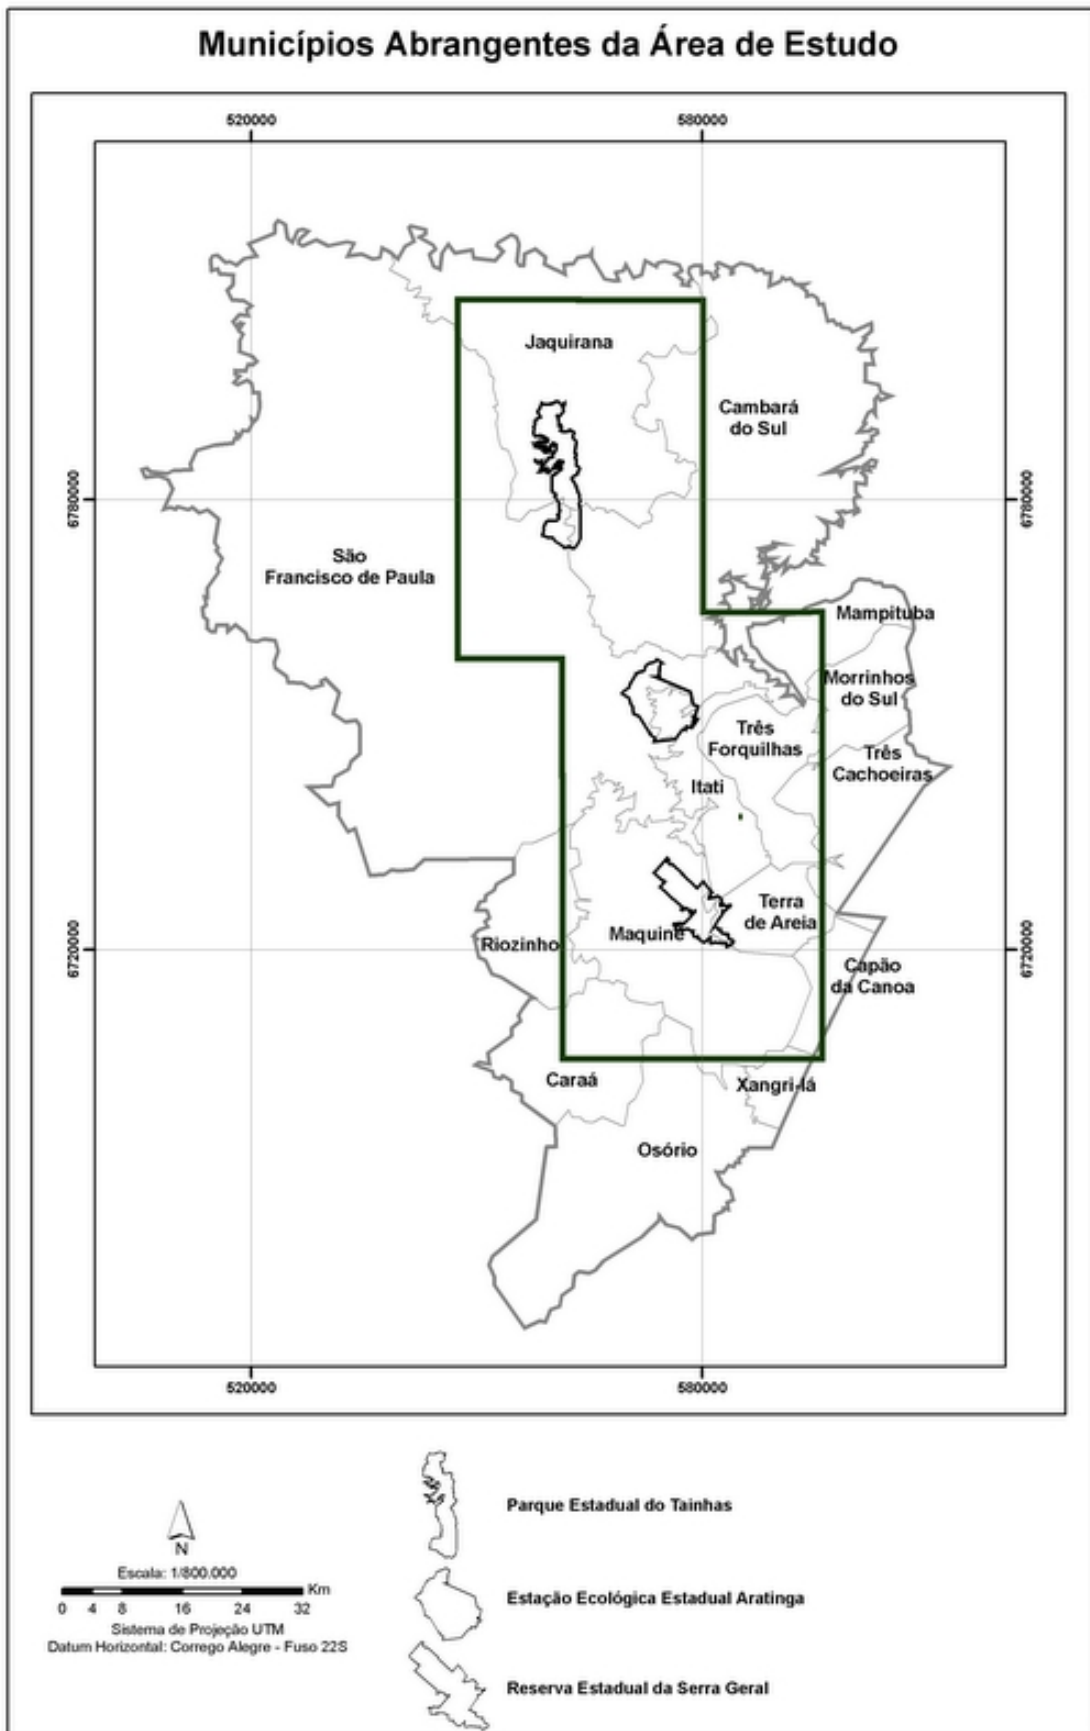 Municípios Abrangentes da Área de Estudo
520000
580000
Jaquirana
Cambará
do Sul
6780000
6780000
São
Francisco de Paula
Mampituba
Morrinhos
do Sul
Três
Forquilhas
Três
Cachoeiras
Itati
Terra
de Areia
Maquiné
Riozinho
6720000
6720000
Capão
da Canoa
Caraá
Xangri-lá
Osório
520000
580000
Parque Estadual do Tainhas
N
Escala: 1/800.000
Km
0 4 8 16 24 32
Sistema de Projeção UTM
Datum Horizontal: Corrego Alegre - Fuso 22S
Estação Ecológica Estadual Aratinga
Reserva Estadual da Serra Geral